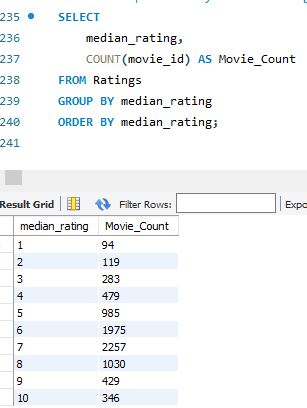 235 SELECT
236 median_rating,
237 COUNT(movie_id) AS Movie_Count
238 FROM Ratings
239 GROUP BY median_rating
240 ORDER BY median_rating;
241
Result Grid Filter Rows:
median_rating Movie_Count
1 94
2 119
3 283
4 479
5 985
6 1975
7 2257
8 1030
9 429
10 346